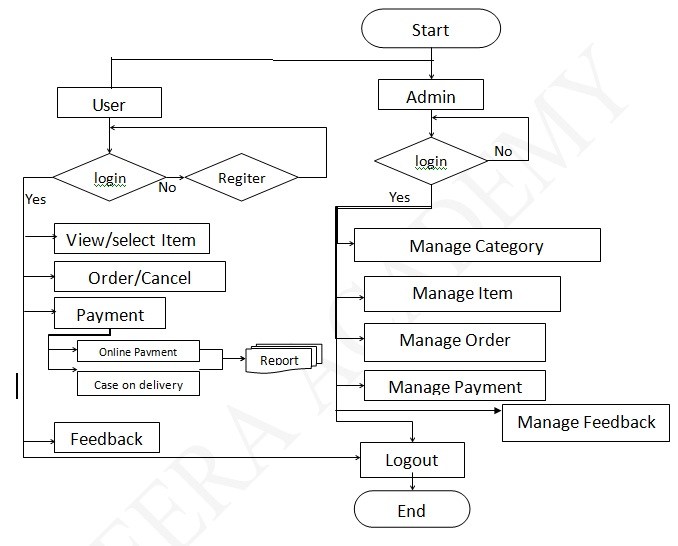 Start
User
Admin
login
No
Regiter
Yes
login
No
Yes
View/select Item
Order/Cancel
Payment
Online Payment
Case on delivery
Report
Feedback
Manage Category
Manage Item
Manage Order
Manage Payment
Manage Feedback
Logout
End
EERA ACADEMY